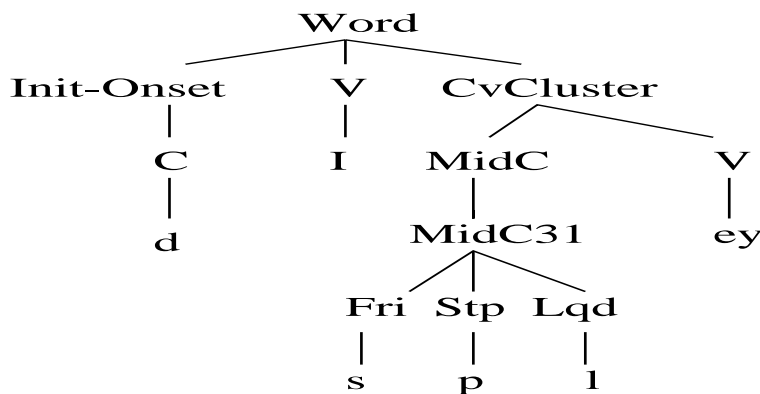 Word
Init-Onset V CvCluster
C I MidC V
d MidC31 ey
Fri Stp Lqd
s p l